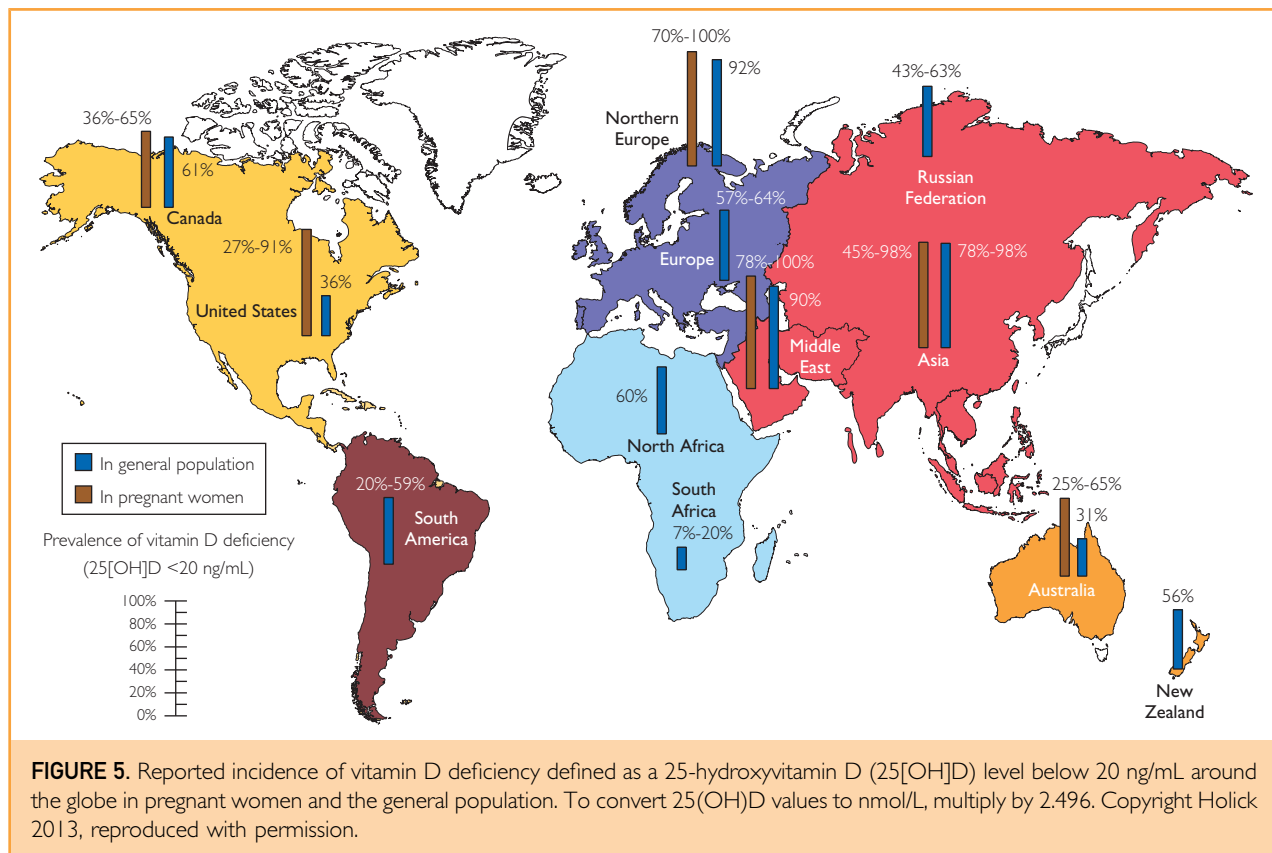 70%-100%
92%
43%-63%
Northern
Europe
36%-65%
61%
Canada
Russian
Federation
57%-64%
Europe
27%-91%
36%
United States
78%-100%
90%
Middle
East
45%-98%
78%-98%
Asia
60%
North Africa
In general population
In pregnant women
Prevalence of vitamin D deficiency
(25[OH]D <20 ng/mL)
100%
80%
60%
40%
20%
0%
20%-59%
South
America
South
Africa
7%-20%
25%-65%
31%
Australia
56%
New
Zealand
FIGURE 5. Reported incidence of vitamin D deficiency defined as a 25-hydroxyvitamin D (25[OH]D) level below 20 ng/mL around
the globe in pregnant women and the general population. To convert 25(OH)D values to nmol/L, multiply by 2.496. Copyright Holick
2013, reproduced with permission.